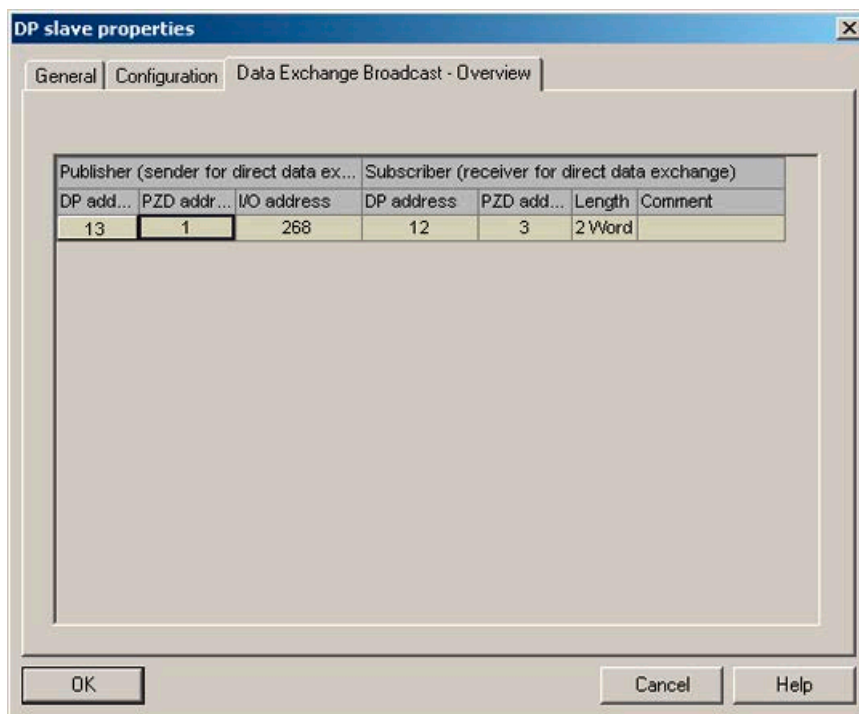 DP slave properties
General Configuration Data Exchange Broadcast - Overview
Publisher (sender for direct data ex... Subscriber (receiver for direct data exchange)
DP add... PZD addr... I/O address DP address PZD add... Length Comment
13 1 268 12 3 2 Word
OK Cancel Help